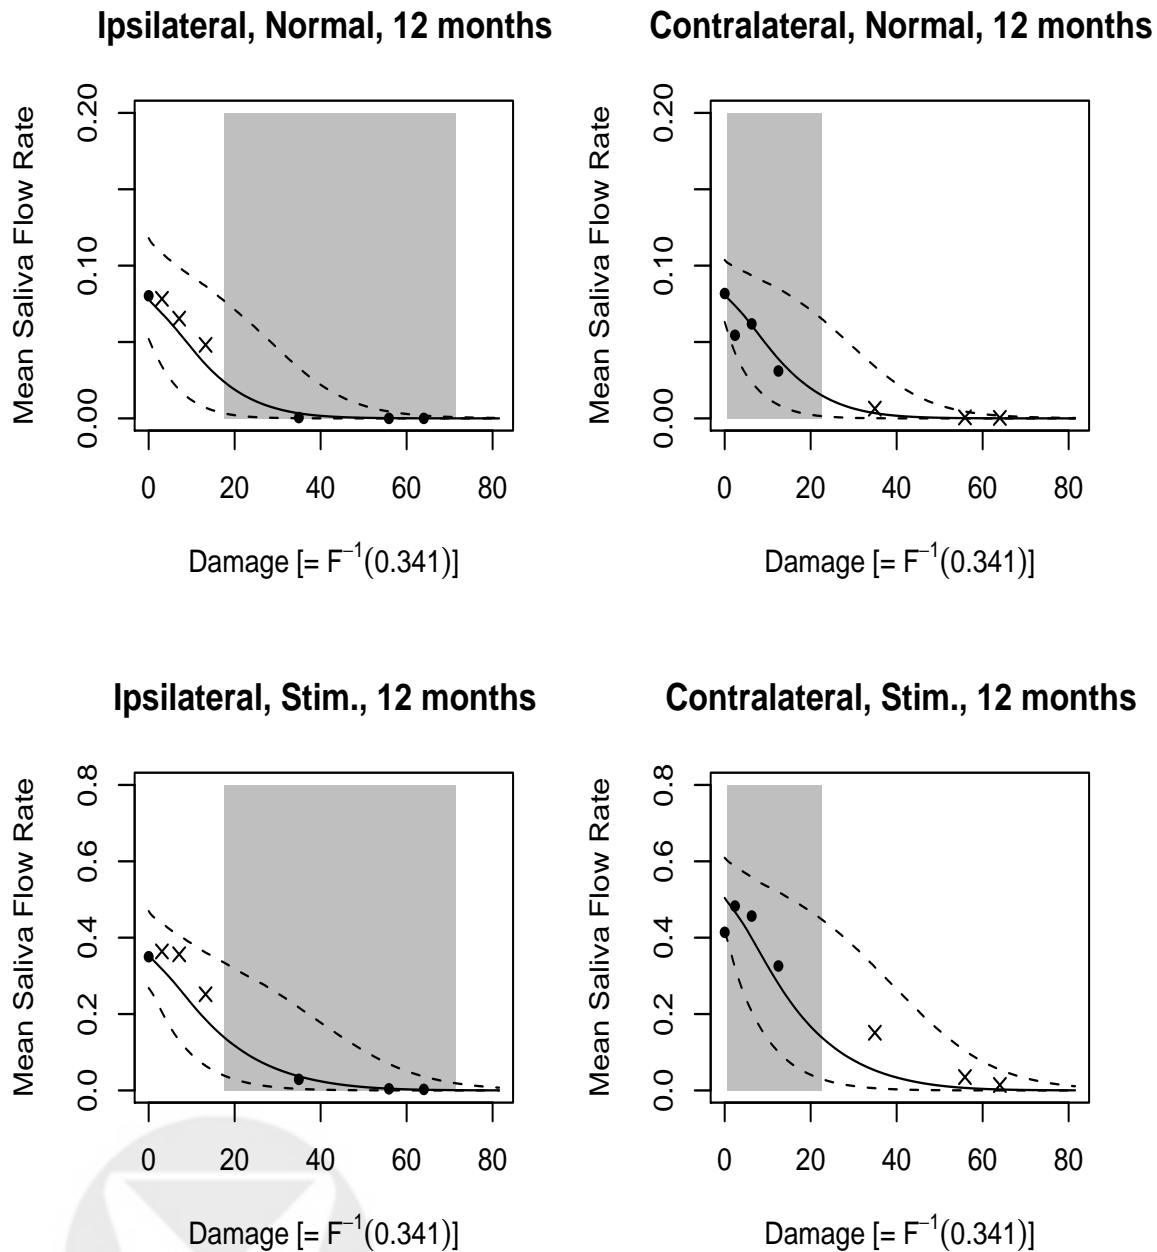 Ipsilateral, Normal, 12 months
Mean Saliva Flow Rate
0.00 0.10 0.20
0 20 40 60 80
Damage [= F⁻¹(0.341)]
Contralateral, Normal, 12 months
Mean Saliva Flow Rate
0.00 0.10 0.20
0 20 40 60 80
Damage [= F⁻¹(0.341)]
Ipsilateral, Stim., 12 months
Mean Saliva Flow Rate
0.0 0.2 0.4 0.6 0.8
0 20 40 60 80
Damage [= F⁻¹(0.341)]
Contralateral, Stim., 12 months
Mean Saliva Flow Rate
0.0 0.2 0.4 0.6 0.8
0 20 40 60 80
Damage [= F⁻¹(0.341)]